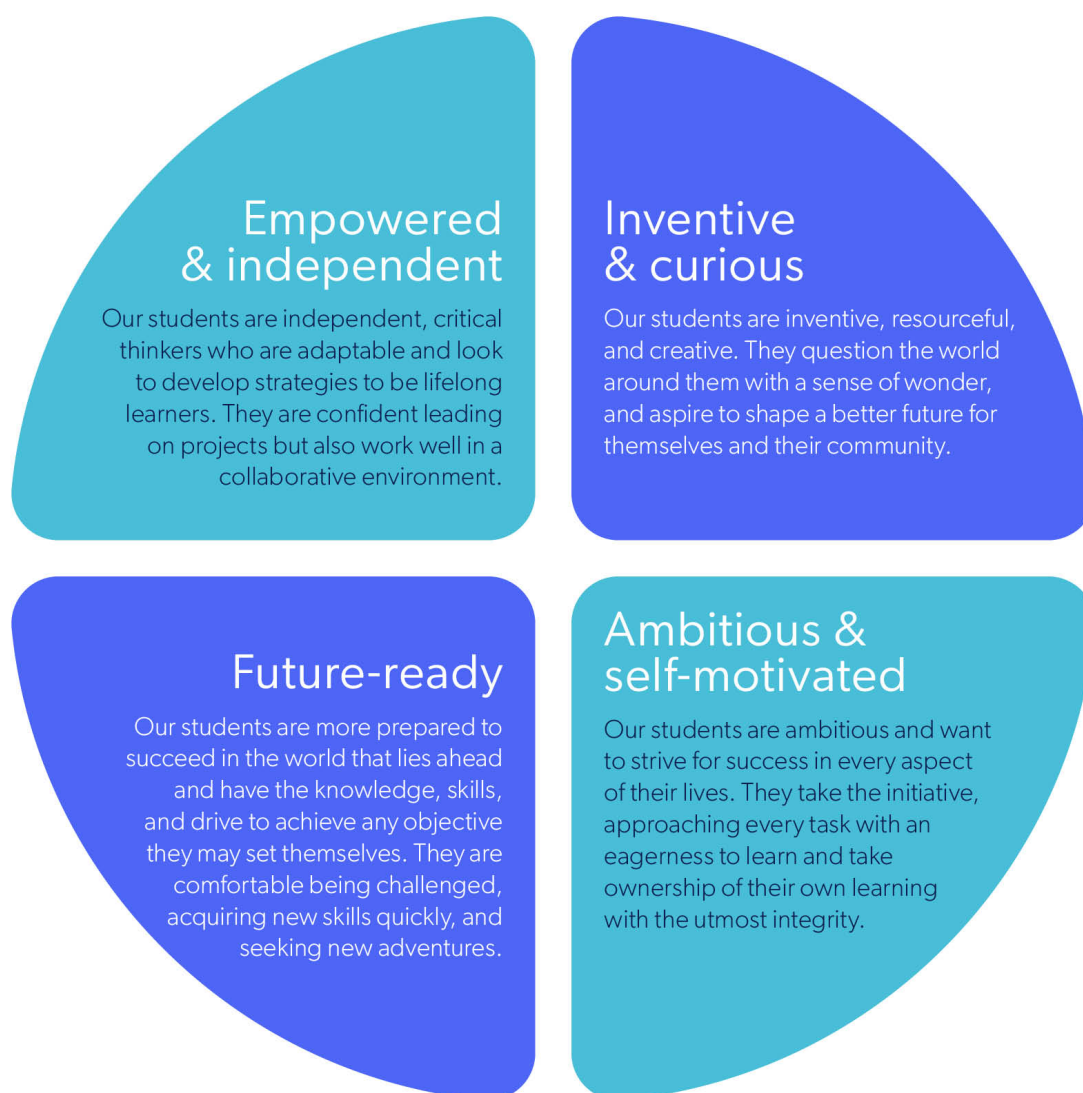 Empowered
& independent
Our students are independent, critical
thinkers who are adaptable and look
to develop strategies to be lifelong
learners. They are confident leading
on projects but also work well in a
collaborative environment.
Inventive
& curious
Our students are inventive, resourceful,
and creative. They question the world
around them with a sense of wonder,
and aspire to shape a better future for
themselves and their community.
Future-ready
Our students are more prepared to
succeed in the world that lies ahead
and have the knowledge, skills,
and drive to achieve any objective
they may set themselves. They are
comfortable being challenged,
acquiring new skills quickly, and
seeking new adventures.
Ambitious &
self-motivated
Our students are ambitious and want
to strive for success in every aspect
of their lives. They take the initiative,
approaching every task with an
eagerness to learn and take
ownership of their own learning
with the utmost integrity.